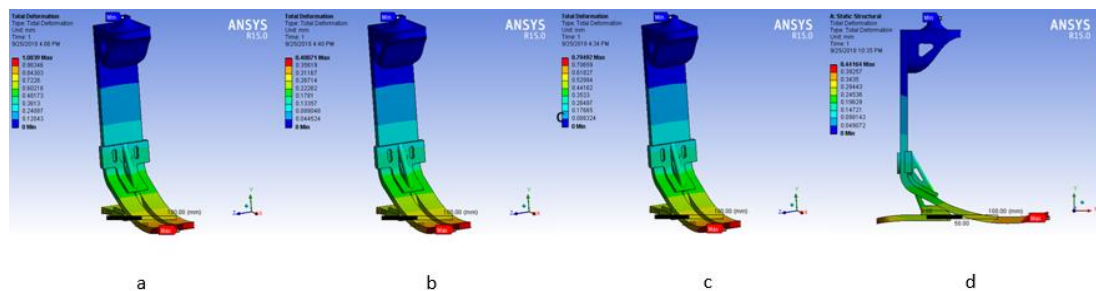 Total Deformation
Type: Total Deformation
Unit: mm
Time: 1
9/25/2019 4:06 PM
1.0839 Max
0.96346
0.84303
0.7226
0.60216
0.48173
0.3613
0.24087
0.12043
0 Min
Min
ANSYS
R15.0
100.00 (mm)
Max
Y
Z
X
Total Deformation
Type: Total Deformation
Unit: mm
Time: 1
9/25/2019 4:40 PM
0.40071 Max
0.35619
0.31167
0.26714
0.22262
0.1781
0.13357
0.089048
0.044524
0 Min
Min
ANSYS
R15.0
100.00 (mm)
Max
Y
Z
X
Total Deformation
Type: Total Deformation
Unit: mm
Time: 1
9/25/2019 4:34 PM
0.79492 Max
0.70659
0.61827
0.52994
0.44162
0.3533
0.26497
0.17665
0.088324
0 Min
c
Min
ANSYS
R15.0
100.00 (mm)
Max
Y
Z
X
A: Static Structural
Total Deformation
Type: Total Deformation
Unit: mm
Time: 1
9/25/2019 10:35 PM
0.44164 Max
0.39257
0.3435
0.29443
0.24536
0.19628
0.14721
0.098143
0.049072
0 Min
Min
ANSYS
R15.0
100.00 (mm)
50.00
Max
Y
X
a b c d